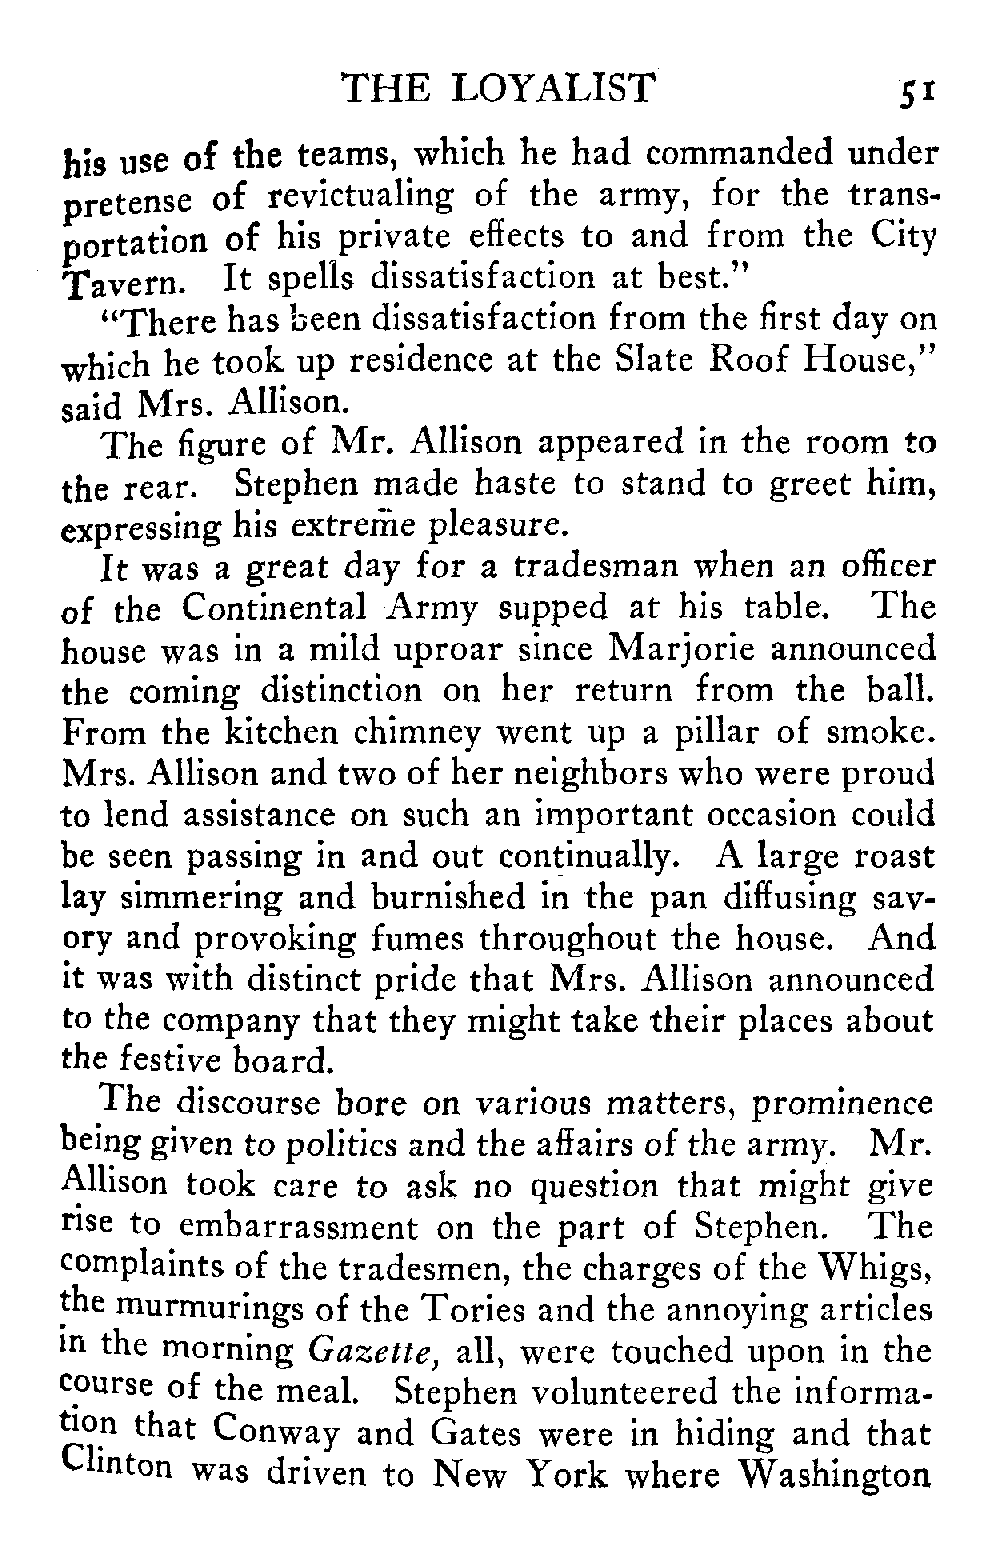 THE LOYALIST 51
his use of the teams, which he had commanded under
pretense of revictualing of the army, for the trans-
portation of his private effects to and from the City
Tavern. It spells dissatisfaction at best."
"There has been dissatisfaction from the first day on
which he took up residence at the Slate Roof House,"
said Mrs. Allison.
The figure of Mr. Allison appeared in the room to
the rear. Stephen made haste to stand to greet him,
expressing his extreme pleasure.
It was a great day for a tradesman when an officer
of the Continental Army supped at his table. The
house was in a mild uproar since Marjorie announced
the coming distinction on her return from the ball.
From the kitchen chimney went up a pillar of smoke.
Mrs. Allison and two of her neighbors who were proud
to lend assistance on such an important occasion could
be seen passing in and out continually. A large roast
lay simmering and burnished in the pan diffusing sav-
ory and provoking fumes throughout the house. And
it was with distinct pride that Mrs. Allison announced
to the company that they might take their places about
the festive board.
The discourse bore on various matters, prominence
being given to politics and the affairs of the army. Mr.
Allison took care to ask no question that might give
rise to embarrassment on the part of Stephen. The
complaints of the tradesmen, the charges of the Whigs,
the murmurings of the Tories and the annoying articles
in the morning Gazette, all, were touched upon in the
course of the meal. Stephen volunteered the informa-
tion that Conway and Gates were in hiding and that
Clinton was driven to New York where Washington